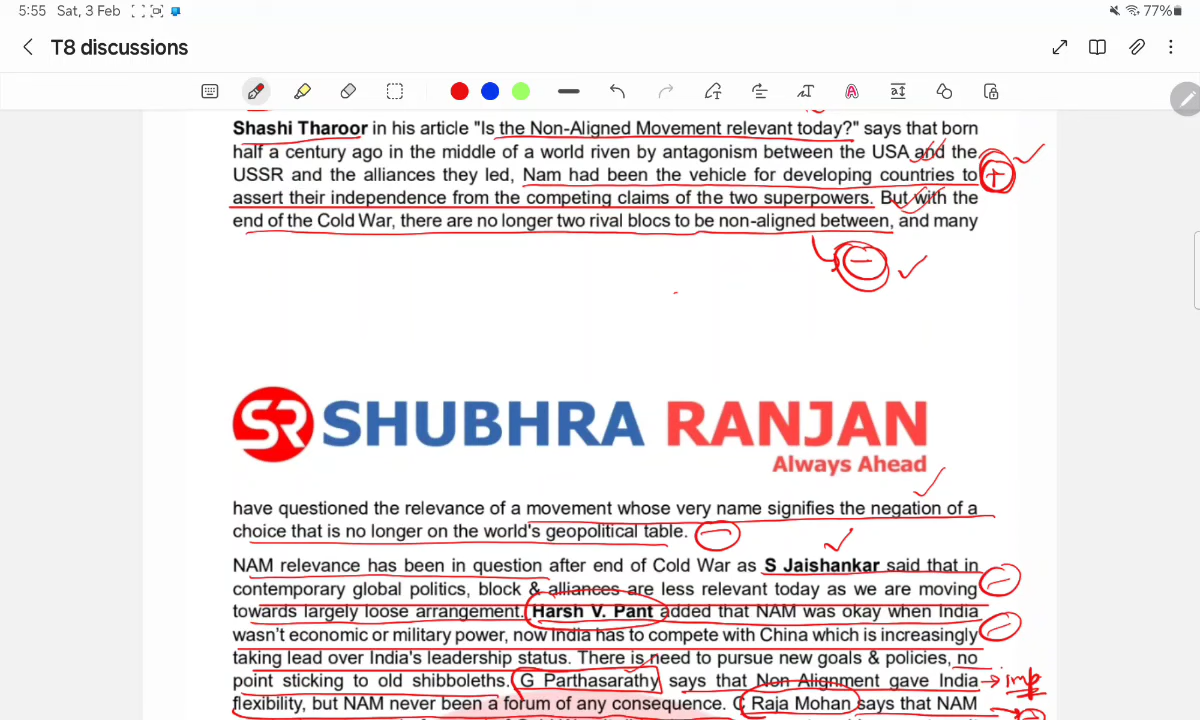 5:55 Sat, 3 Feb 77%
T8 discussions
Shashi Tharoor in his article "Is the Non-Aligned Movement relevant today?" says that born
half a century ago in the middle of a world riven by antagonism between the USA and the
USSR and the alliances they led, Nam had been the vehicle for developing countries to
assert their independence from the competing claims of the two superpowers. But with the
end of the Cold War, there are no longer two rival blocs to be non-aligned between, and many
SR SHUBHRA RANJAN
Always Ahead
have questioned the relevance of a movement whose very name signifies the negation of a
choice that is no longer on the world's geopolitical table.
NAM relevance has been in question after end of Cold War as S Jaishankar said that in
contemporary global politics, block & alliances are less relevant today as we are moving
towards largely loose arrangement. Harsh V. Pant added that NAM was okay when India
wasn't economic or military power, now India has to compete with China which is increasingly
taking lead over India's leadership status. There is need to pursue new goals & policies, no
point sticking to old shibboleths. G Parthasarathy says that Non Alignment gave India → imp
flexibility, but NAM never been a forum of any consequence. C Raja Mohan says that NAM